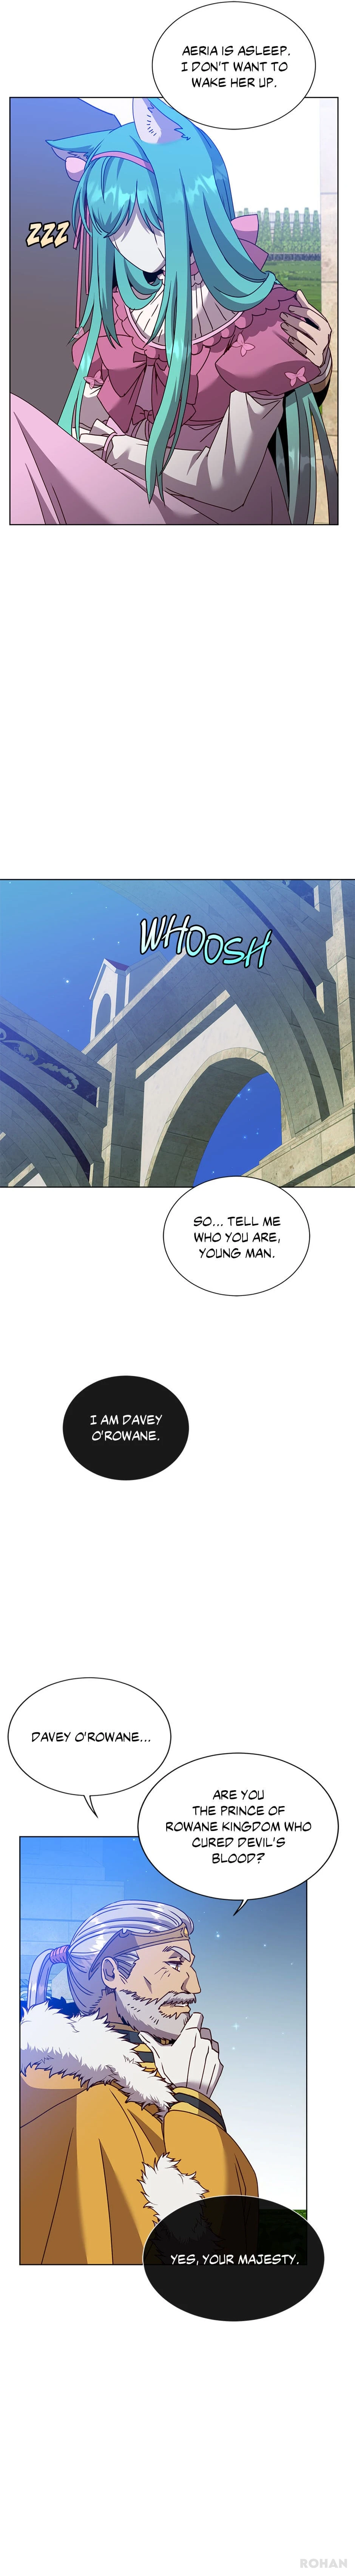 AERIA IS ASLEEP.
I DON'T WANT TO
WAKE HER UP.
ZZZ
WHOOSH
SO... TELL ME
WHO YOU ARE,
YOUNG MAN.
I AM DAVEY
O'ROWANE.
DAVEY O'ROWANE...
ARE YOU
THE PRINCE OF
ROWANE KINGDOM WHO
CURED DEVIL'S
BLOOD?
YES, YOUR MAJESTY.
ROHAN